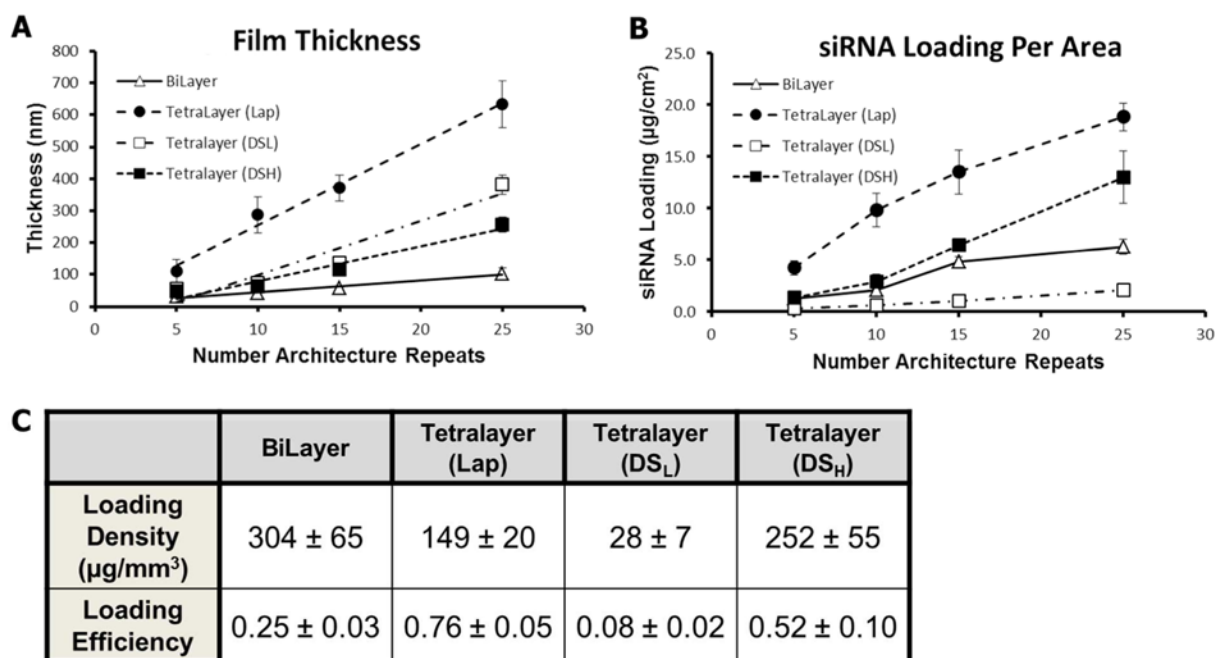 A
Film Thickness
800
700
600
500
400
300
200
100
0
Thickness (nm)
BiLayer
TetraLayer (Lap)
Tetralayer (DSL)
Tetralayer (DSH)
0 5 10 15 20 25 30
Number Architecture Repeats
B
siRNA Loading Per Area
25.0
20.0
15.0
10.0
5.0
0.0
siRNA Loading (µg/cm²)
BiLayer
TetraLayer (Lap)
Tetralayer (DSL)
Tetralayer (DSH)
0 5 10 15 20 25 30
Number Architecture Repeats
C
BiLayer
Tetralayer
(Lap)
Tetralayer
(DSL)
Tetralayer
(DSH)
Loading
Density
(µg/mm³)
304 ± 65 149 ± 20 28 ± 7 252 ± 55
Loading
Efficiency
0.25 ± 0.03 0.76 ± 0.05 0.08 ± 0.02 0.52 ± 0.10